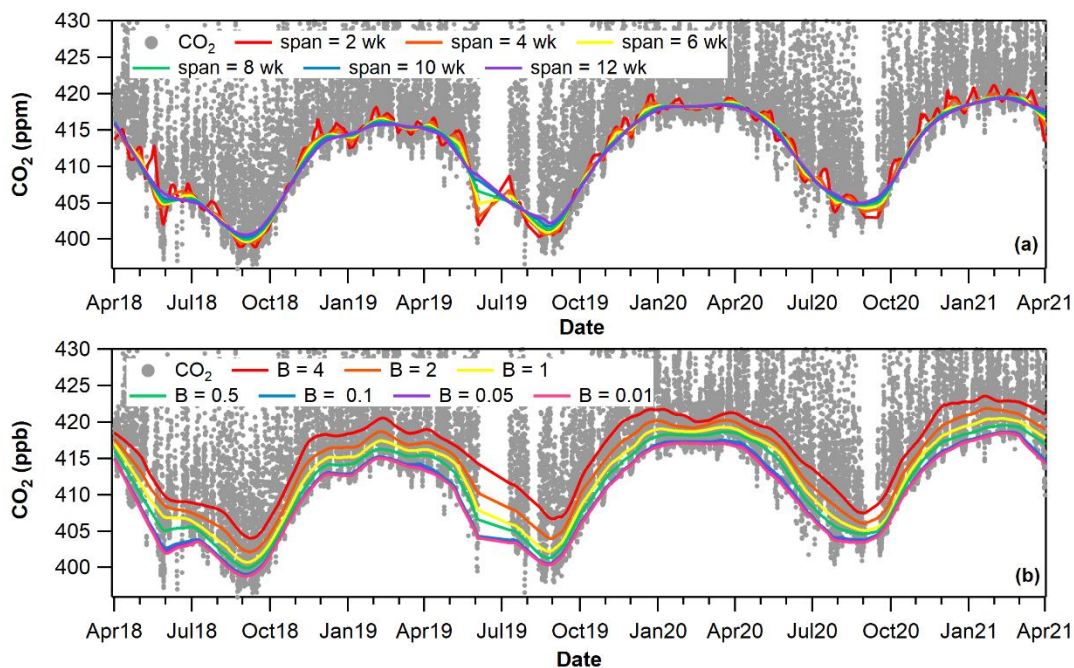 430
CO2 span = 2 wk span = 4 wk span = 6 wk
span = 8 wk span = 10 wk span = 12 wk
420
415
410
405
400
CO2 (ppm)
(a)
Apr18 Jul18 Oct18 Jan19 Apr19 Jul19 Oct19 Jan20 Apr20 Jul20 Oct20 Jan21 Apr21
Date
430
CO2 B = 4 B = 2 B = 1
B = 0.5 B = 0.1 B = 0.05 B = 0.01
420
415
410
405
400
CO2 (ppb)
(b)
Apr18 Jul18 Oct18 Jan19 Apr19 Jul19 Oct19 Jan20 Apr20 Jul20 Oct20 Jan21 Apr21
Date